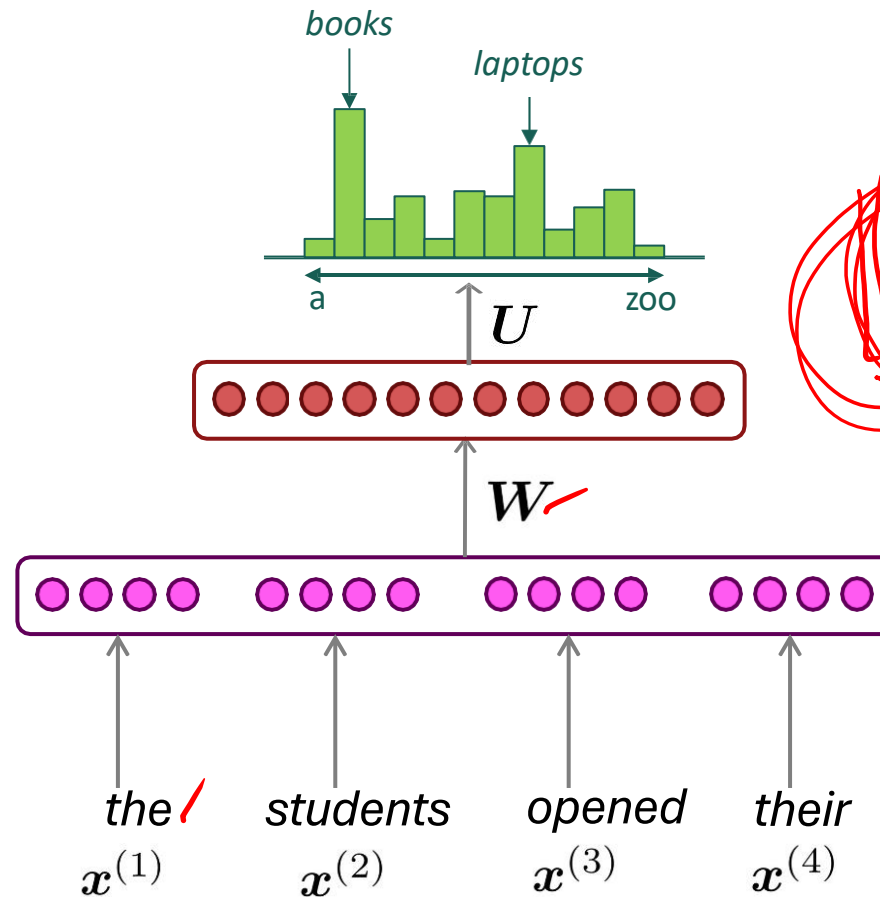 books
laptops
a zoo
U
W
the students opened their
x^{(1)} x^{(2)} x^{(3)} x^{(4)}